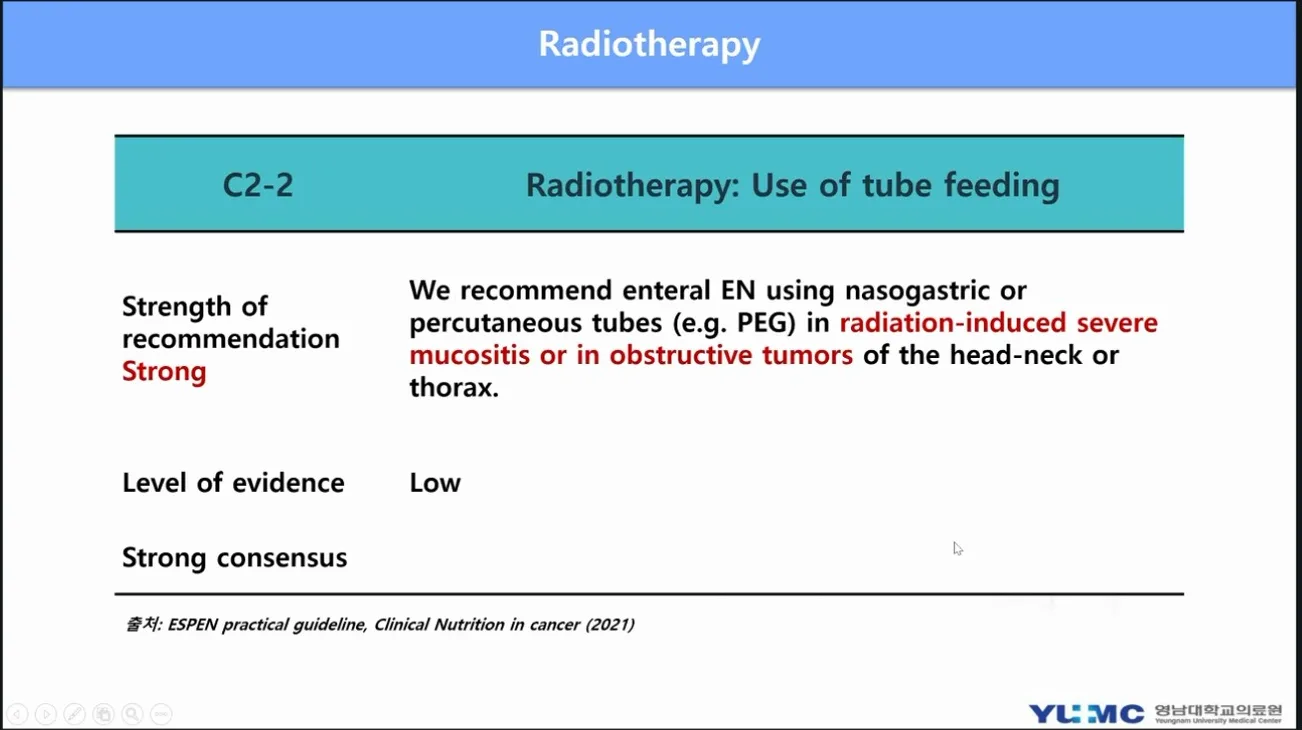 Radiotherapy
C2-2
Radiotherapy: Use of tube feeding
Strength of
recommendation
Strong
We recommend enteral EN using nasogastric or
percutaneous tubes (e.g. PEG) in radiation-induced severe
mucositis or in obstructive tumors of the head-neck or
thorax.
Level of evidence
Low
Strong consensus
출처: ESPEN practical guideline, Clinical Nutrition in cancer (2021)
YUMC 영남대학교의료원
Yeungnam University Medical Center